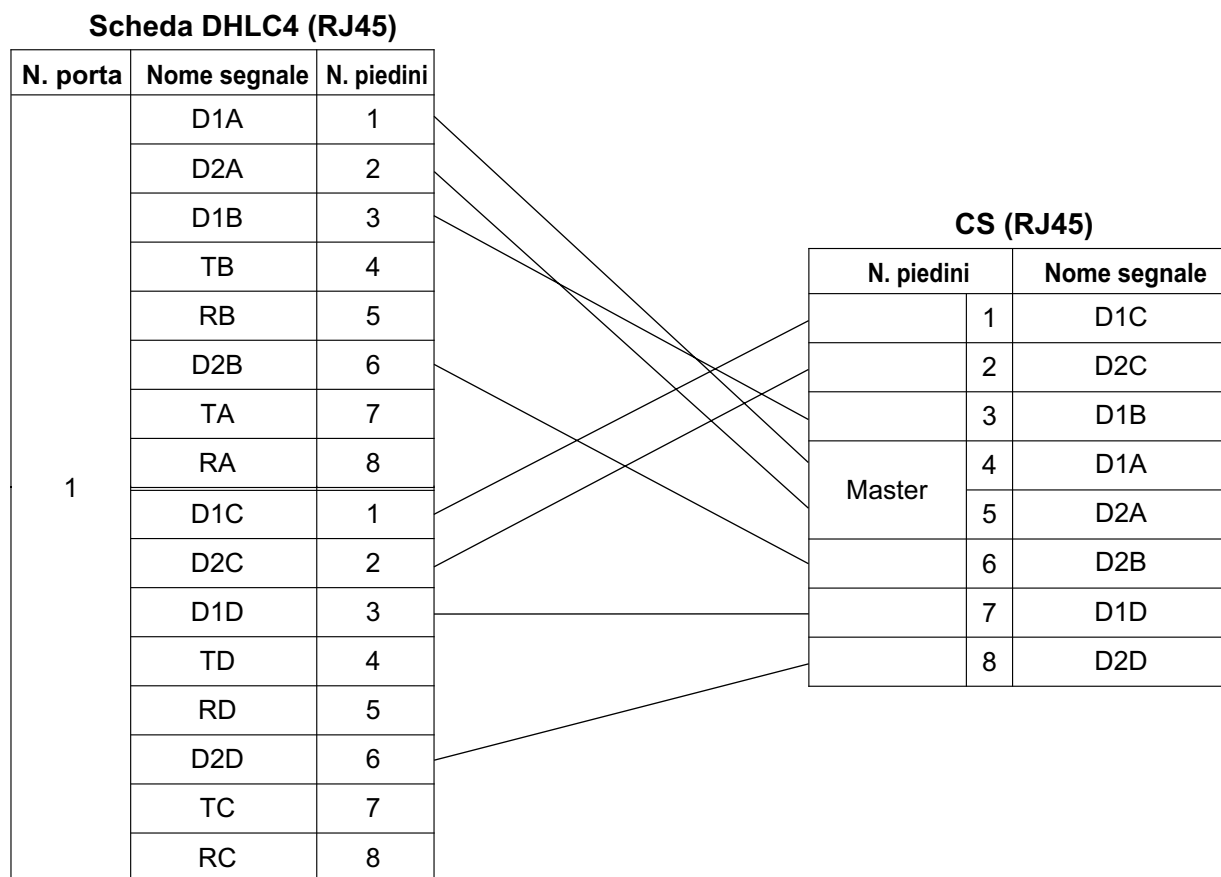 Scheda DHLC4 (RJ45)
N. porta Nome segnale N. piedini
D1A 1
D2A 2
D1B 3
TB 4
RB 5
D2B 6
TA 7
RA 8
1
D1C 1
D2C 2
D1D 3
TD 4
RD 5
D2D 6
TC 7
RC 8
CS (RJ45)
N. piedini Nome segnale
1 D1C
2 D2C
3 D1B
Master
4 D1A
5 D2A
6 D2B
7 D1D
8 D2D